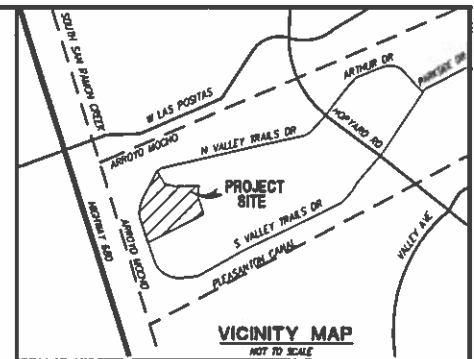 SOUTH SAN RAMON CREEK
W LAS POSITAS
ARROYO MOCHO
N VALLEY TRAILS DR
ARTHUR DR
PARKSIDE DR
HOPYARD RD
PROJECT
SITE
HIGHWAY 680
ARROYO MOCHO
S VALLEY TRAILS DR
PLEASANTON CANAL
VALLEY AVE
VICINITY MAP
NOT TO SCALE